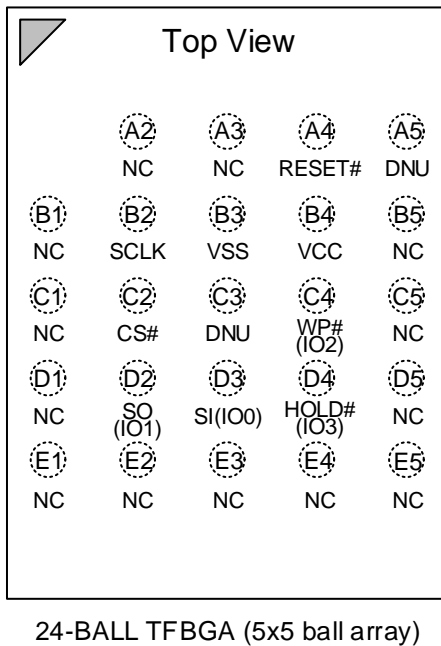 Top View
A2 A3 A4 A5
NC NC RESET# DNU
B1 B2 B3 B4 B5
NC SCLK VSS VCC NC
C1 C2 C3 C4 C5
NC CS# DNU WP# NC
(IO2)
D1 D2 D3 D4 D5
NC SO SI(IO0) HOLD# NC
(IO1) (IO3)
E1 E2 E3 E4 E5
NC NC NC NC NC
24-BALL TFBGA (5x5 ball array)